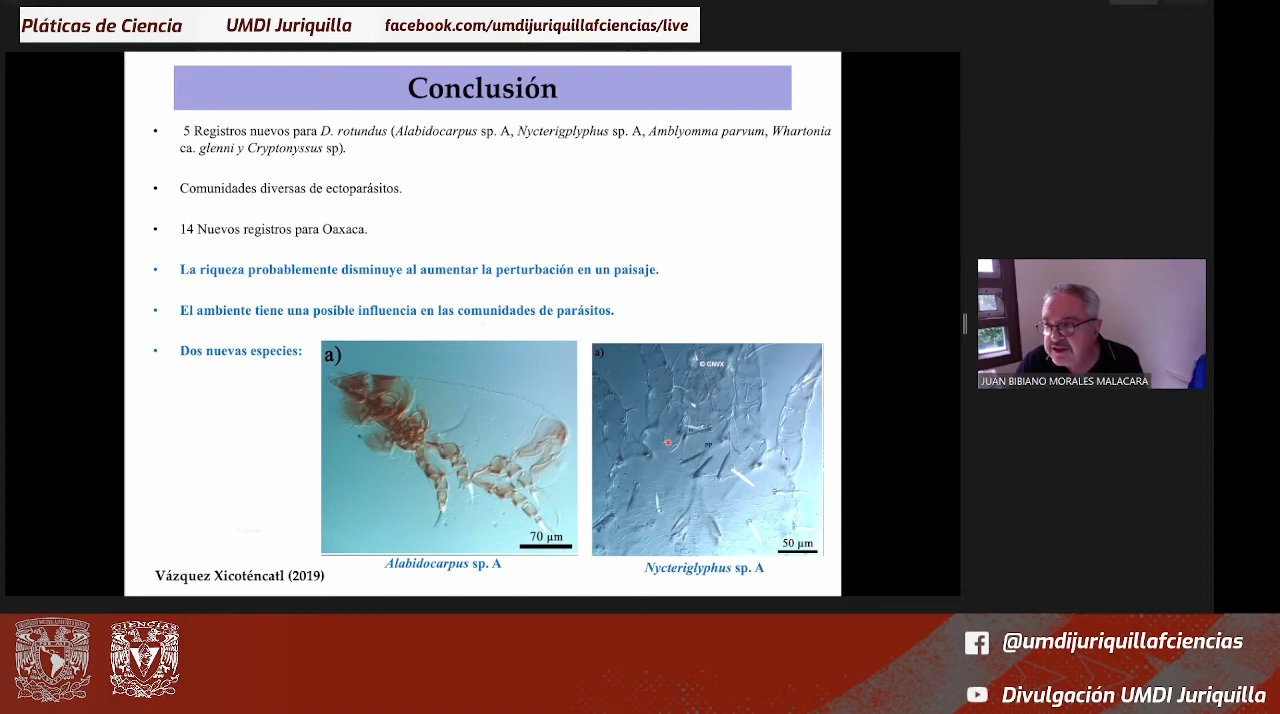 Pláticas de Ciencia UMDI Juriquilla facebook.com/umdijuriquillafciencias/live
Conclusión
• 5 Registros nuevos para D. rotundus (Alabidocarpus sp. A, Nycterigplyphus sp. A, Amblyomma parvum, Whartonia
ca. glenni y Cryptonyssus sp).
• Comunidades diversas de ectoparásitos.
• 14 Nuevos registros para Oaxaca.
• La riqueza probablemente disminuye al aumentar la perturbación en un paisaje.
• El ambiente tiene una posible influencia en las comunidades de parásitos.
• Dos nuevas especies:
a)
70 µm
Alabidocarpus sp. A
a)
© GNVX
PP
50 µm
Nycteriglyphus sp. A
Vázquez Xicoténcatl (2019)
JUAN BIBIANO MORALES MALACARA
@umdijuriquillafciencias
Divulgación UMDI Juriquilla